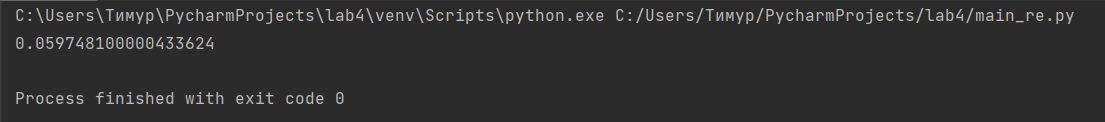 C:\Users\Тимур\PycharmProjects\lab4\venv\Scripts\python.exe C:/Users/Тимур/PycharmProjects/lab4/main_re.py
0.059748100000433624
Process finished with exit code 0